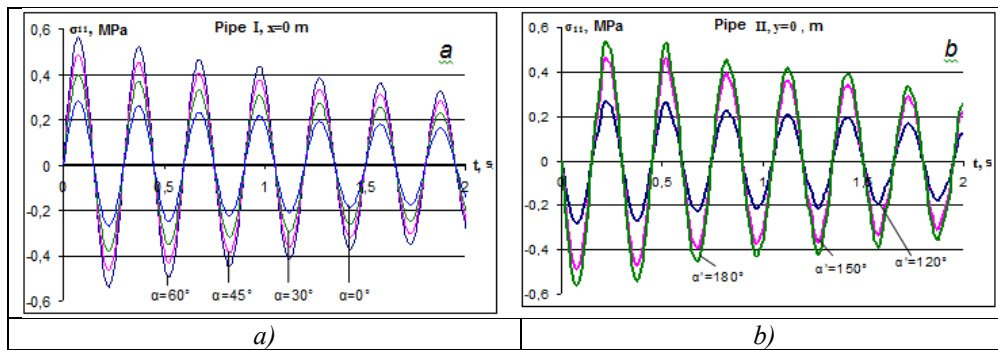 σ₁₁, MPa Pipe I, x=0 m
a
0,6
0,4
0,2
0
-0,2
-0,4
-0,6
0 0,5 1 1,5 2
t, s
α=60° α=45° α=30° α=0°
σ₁₁, MPa Pipe II, y=0 , m
b
0,6
0,4
0,2
0
-0,2
-0,4
-0,6
0 0,5 1 1,5 2
t, s
α'=180° α'=150° α'=120°
a) b)